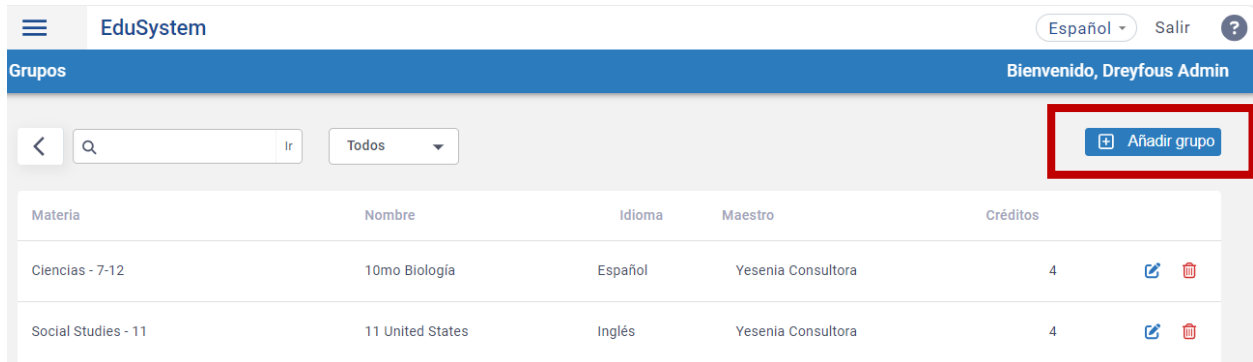 EduSystem Español Salir ?
Grupos Bienvenido, Dreyfous Admin
Ir Todos Añadir grupo
Materia Nombre Idioma Maestro Créditos
Ciencias - 7-12 10mo Biología Español Yesenia Consultora 4
Social Studies - 11 11 United States Inglés Yesenia Consultora 4